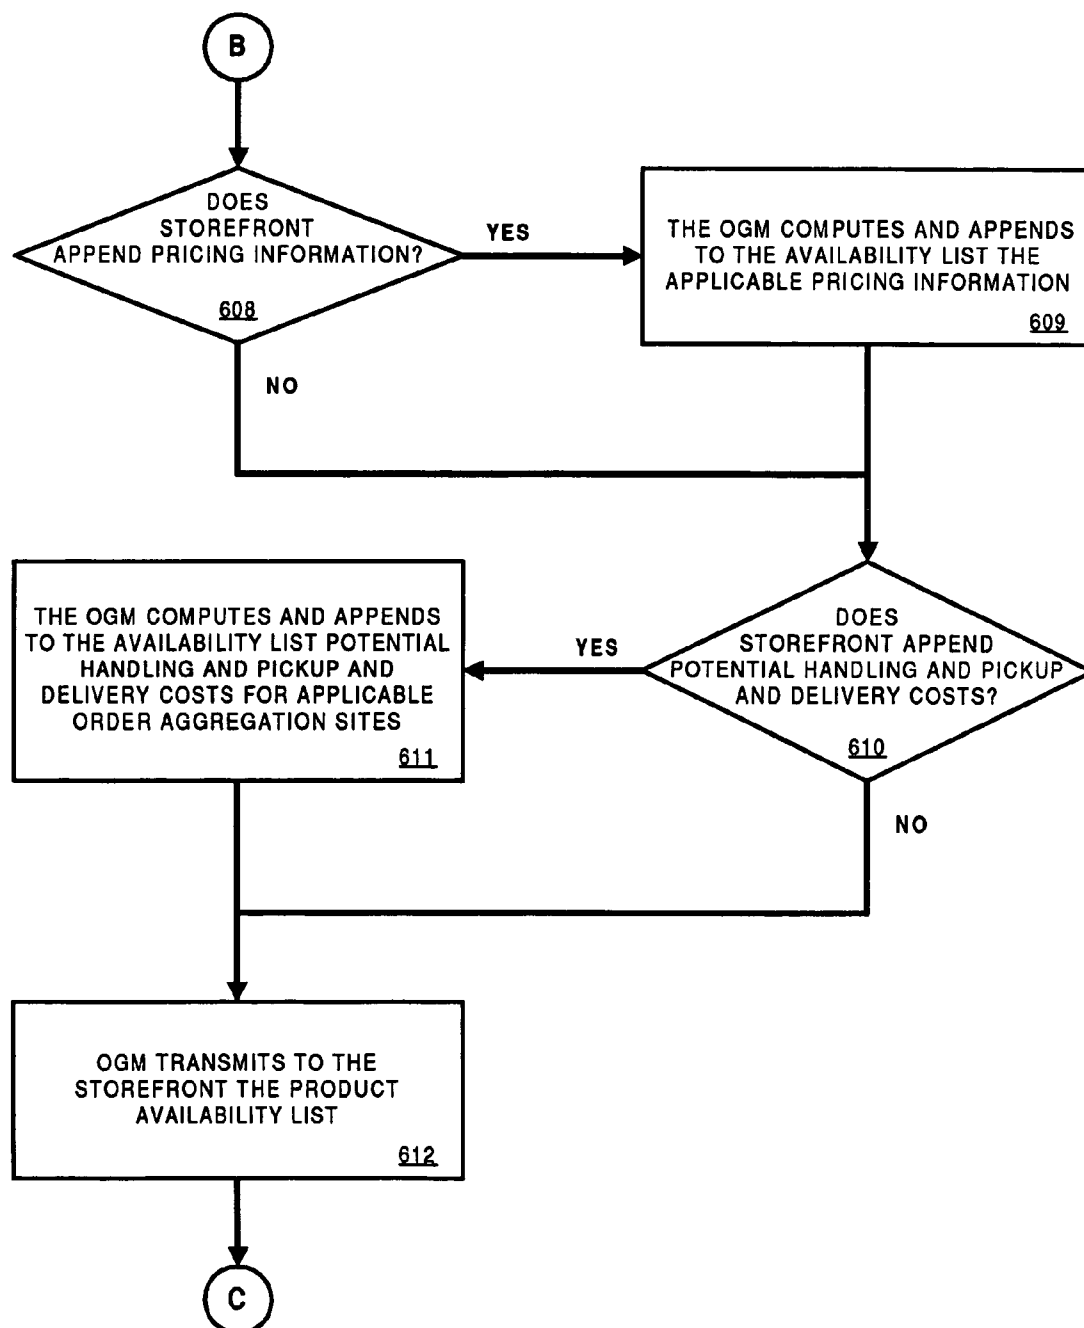 B
DOES
STOREFRONT
APPEND PRICING INFORMATION?
608
YES
THE OGM COMPUTES AND APPENDS
TO THE AVAILABILITY LIST THE
APPLICABLE PRICING INFORMATION
609
NO
THE OGM COMPUTES AND APPENDS
TO THE AVAILABILITY LIST POTENTIAL
HANDLING AND PICKUP AND
DELIVERY COSTS FOR APPLICABLE
ORDER AGGREGATION SITES
611
YES
DOES
STOREFRONT APPEND
POTENTIAL HANDLING AND PICKUP
AND DELIVERY COSTS?
610
NO
OGM TRANSMITS TO THE
STOREFRONT THE PRODUCT
AVAILABILITY LIST
612
C